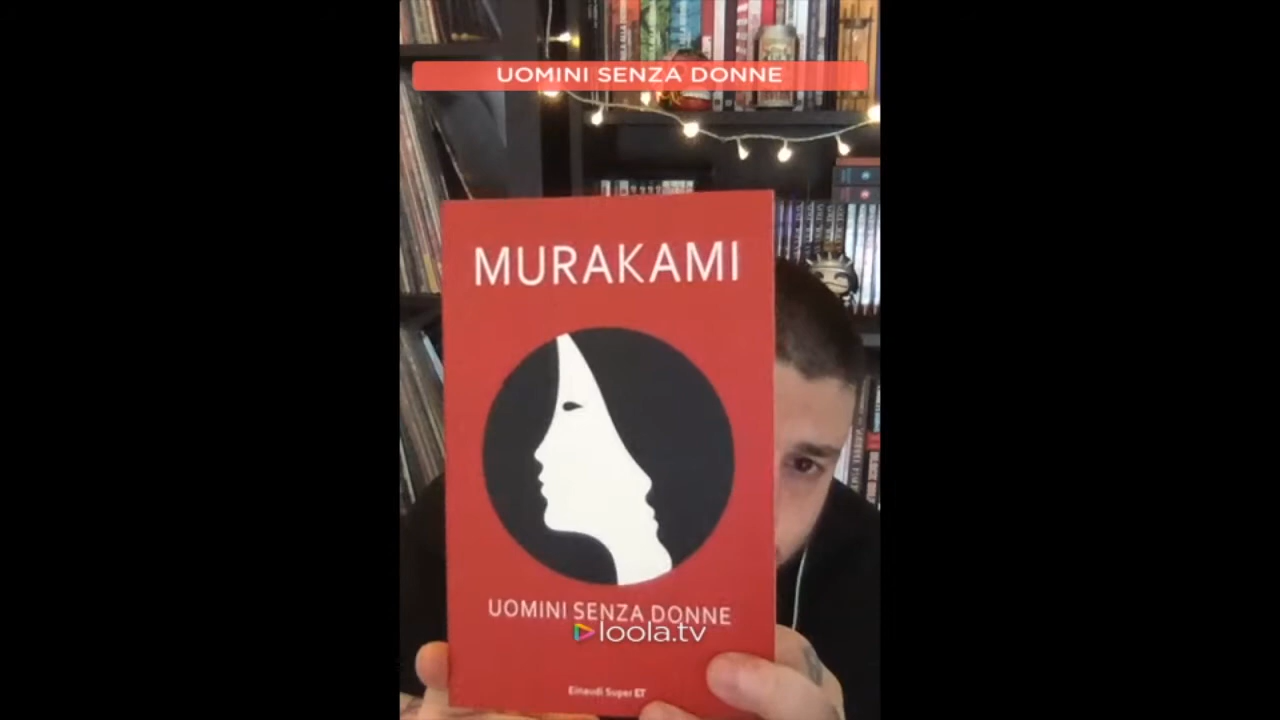 UOMINI SENZA DONNE
MURAKAMI
UOMINI SENZA DONNE
loola.tv
Einaudi Super ET